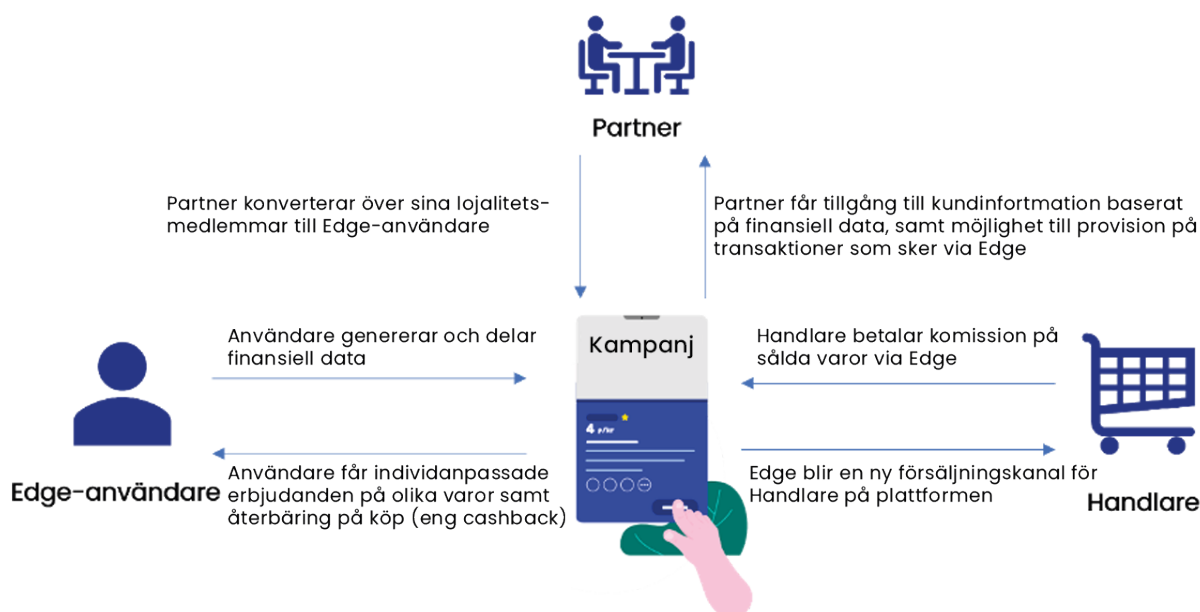 Partner
Partner konverterar över sina lojalitets-
medlemmar till Edge-användare
Partner får tillgång till kundinfortmation baserat
på finansiell data, samt möjlighet till provision på
transaktioner som sker via Edge
Användare genererar och delar
finansiell data
Kampanj
4 p/kr
Handlare betalar komission på
sålda varor via Edge
Edge-användare
Användare får individanpassade
erbjudanden på olika varor samt
återbäring på köp (eng cashback)
Edge blir en ny försäljningskanal för
Handlare på plattformen
Handlare